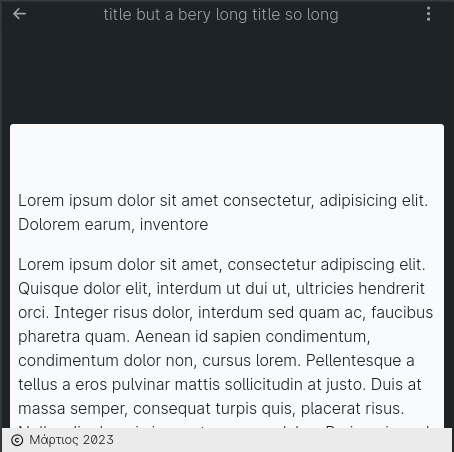 title but a bery long title so long
Lorem ipsum dolor sit amet consectetur, adipisicing elit.
Dolorem earum, inventore
Lorem ipsum dolor sit amet, consectetur adipiscing elit.
Quisque dolor elit, interdum ut dui ut, ultricies hendrerit
orci. Integer risus dolor, interdum sed quam ac, faucibus
pharetra quam. Aenean id sapien condimentum,
condimentum dolor non, cursus lorem. Pellentesque a
tellus a eros pulvinar mattis sollicitudin at justo. Duis at
massa semper, consequat turpis quis, placerat risus.
© Μάρτιος 2023